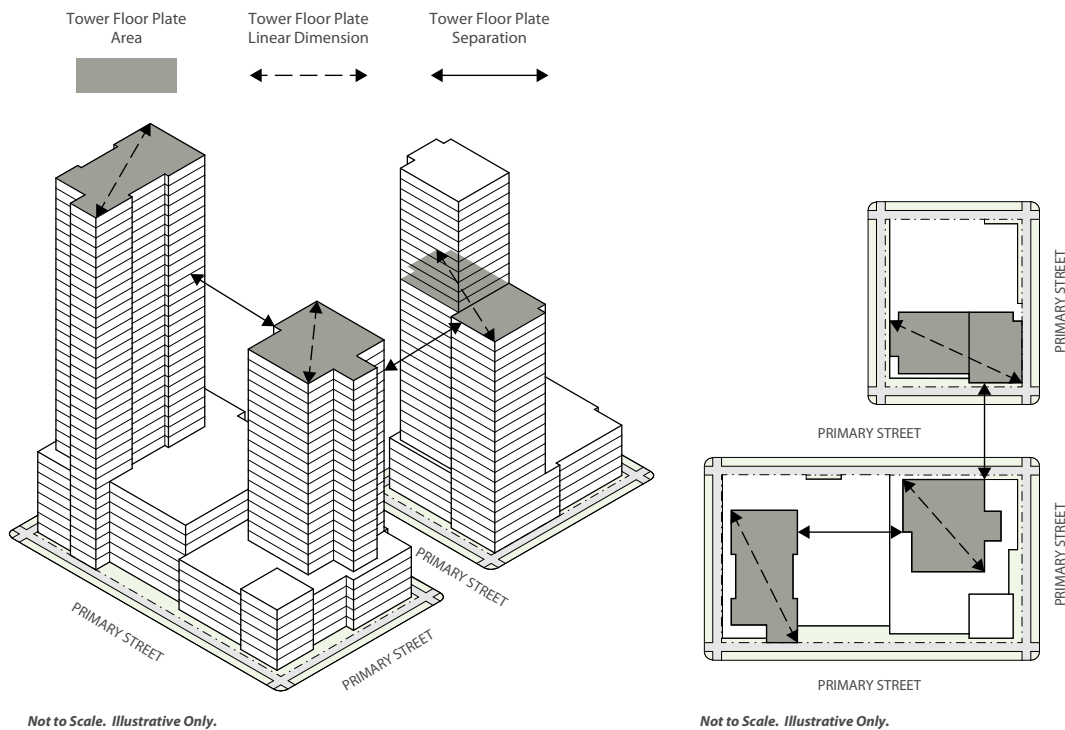 Tower Floor Plate
Area
Tower Floor Plate
Linear Dimension
Tower Floor Plate
Separation
PRIMARY STREET
PRIMARY STREET
PRIMARY STREET
Not to Scale. Illustrative Only.
PRIMARY STREET
PRIMARY STREET
PRIMARY STREET
PRIMARY STREET
Not to Scale. Illustrative Only.